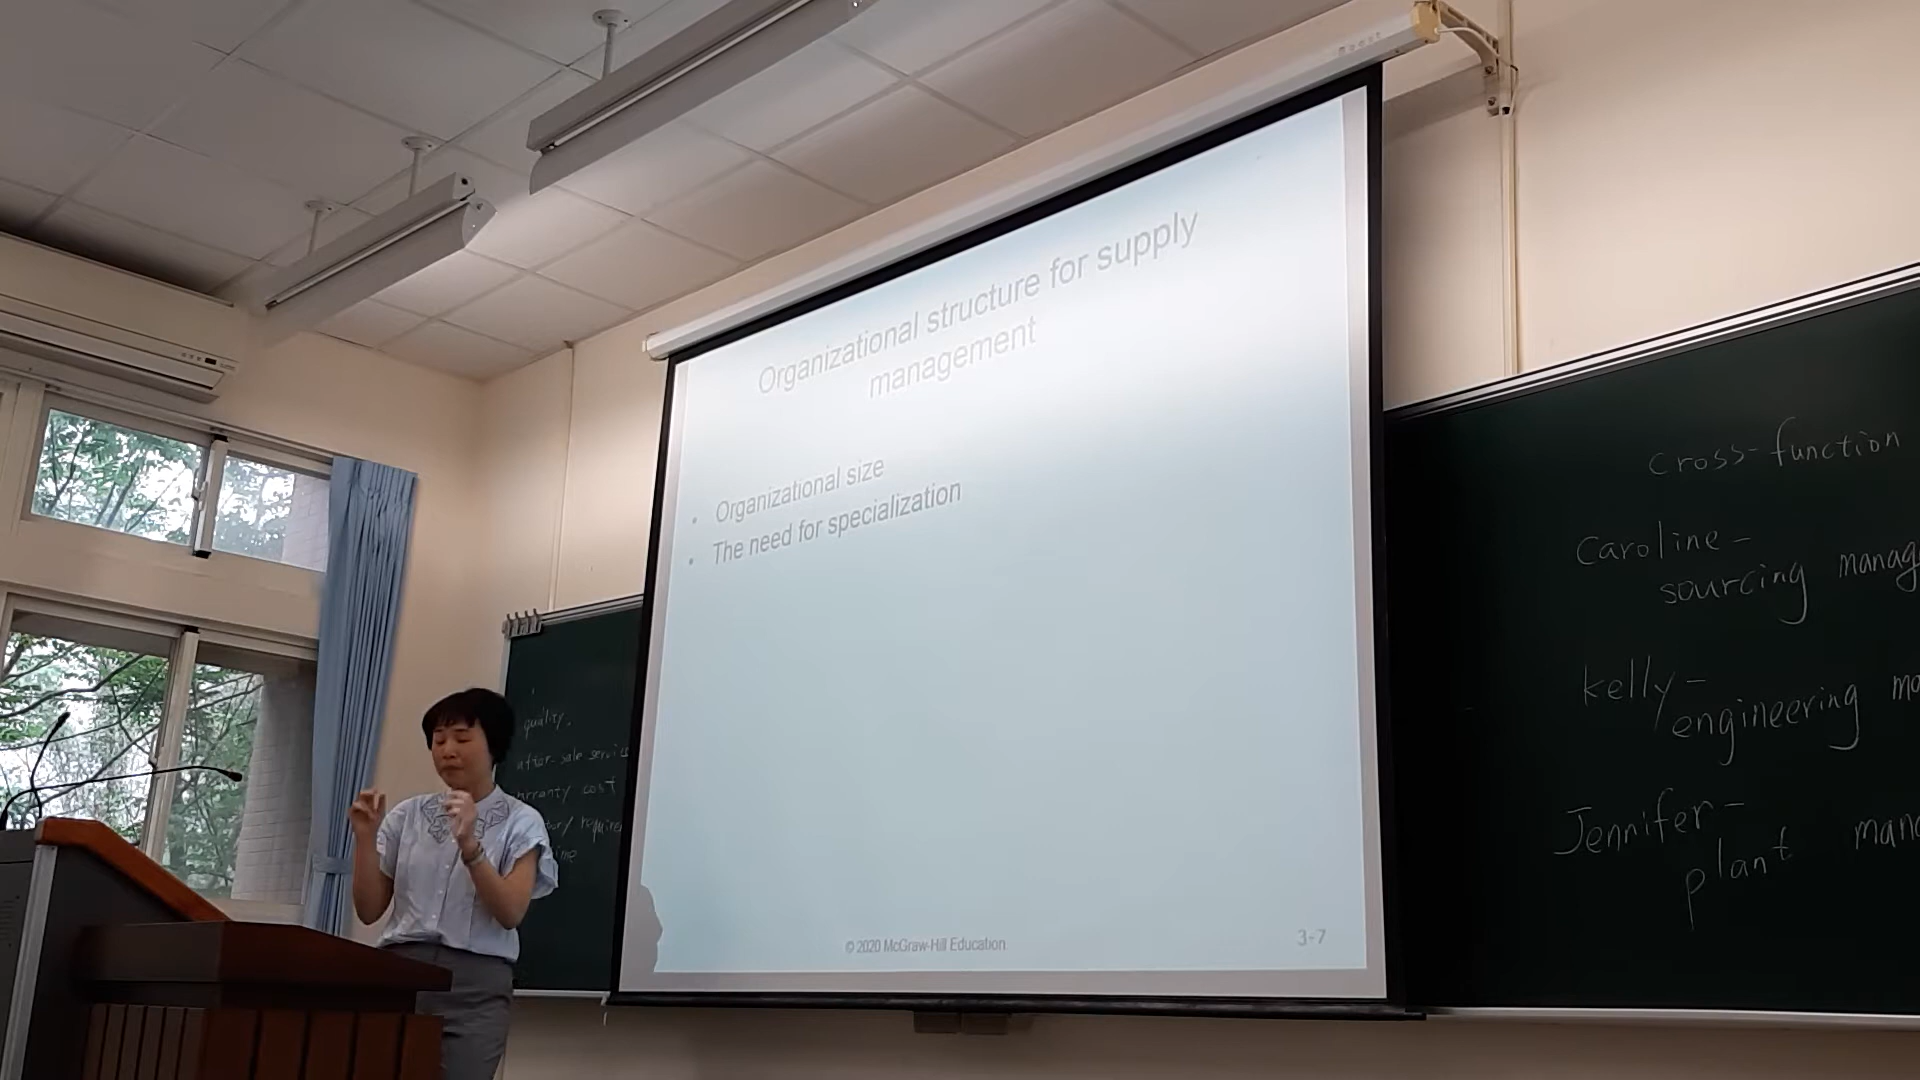 quality.
after-sale
cost
Organizational structure for supply
management
• Organizational size
• The need for specialization
© 2020 McGraw-Hill Education
3-7
cross-function
Caroline-
sourcing
kelly-
engineering
Jennifer-
plant